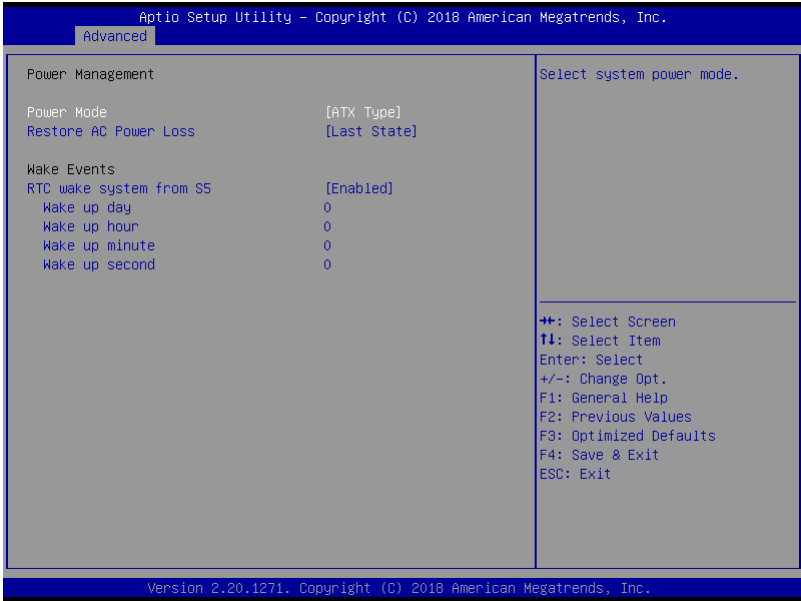 Aptio Setup Utility – Copyright (C) 2018 American Megatrends, Inc.
Advanced
Power Management
Power Mode [ATX Type]
Restore AC Power Loss [Last State]
Wake Events
RTC wake system from S5 [Enabled]
Wake up day 0
Wake up hour 0
Wake up minute 0
Wake up second 0
Select system power mode.
→←: Select Screen
↑↓: Select Item
Enter: Select
+/-: Change Opt.
F1: General Help
F2: Previous Values
F3: Optimized Defaults
F4: Save & Exit
ESC: Exit
Version 2.20.1271. Copyright (C) 2018 American Megatrends, Inc.